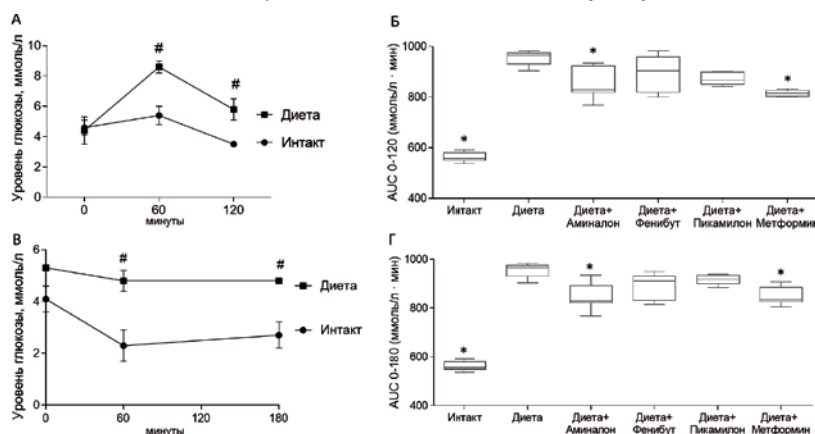 А
Уровень глюкозы, ммоль/л
10
8
6
4
2
0
#
#
Диета
Интакт
0
60
120
минуты
Б
AUC 0-120 (ммоль/л · мин)
1000
800
600
400
*
*
*
Интакт
Диета
Диета+
Аминалон
Диета+
Фенибут
Диета+
Пикамилон
Диета+
Метформин
В
Уровень глюкозы, ммоль/л
6
4
2
0
#
#
Диета
Интакт
0
60
120
180
минуты
Г
AUC 0-180 (ммоль/л · мин)
1000
800
600
400
*
*
*
Интакт
Диета
Диета+
Аминалон
Диета+
Фенибут
Диета+
Пикамилон
Диета+
Метформин